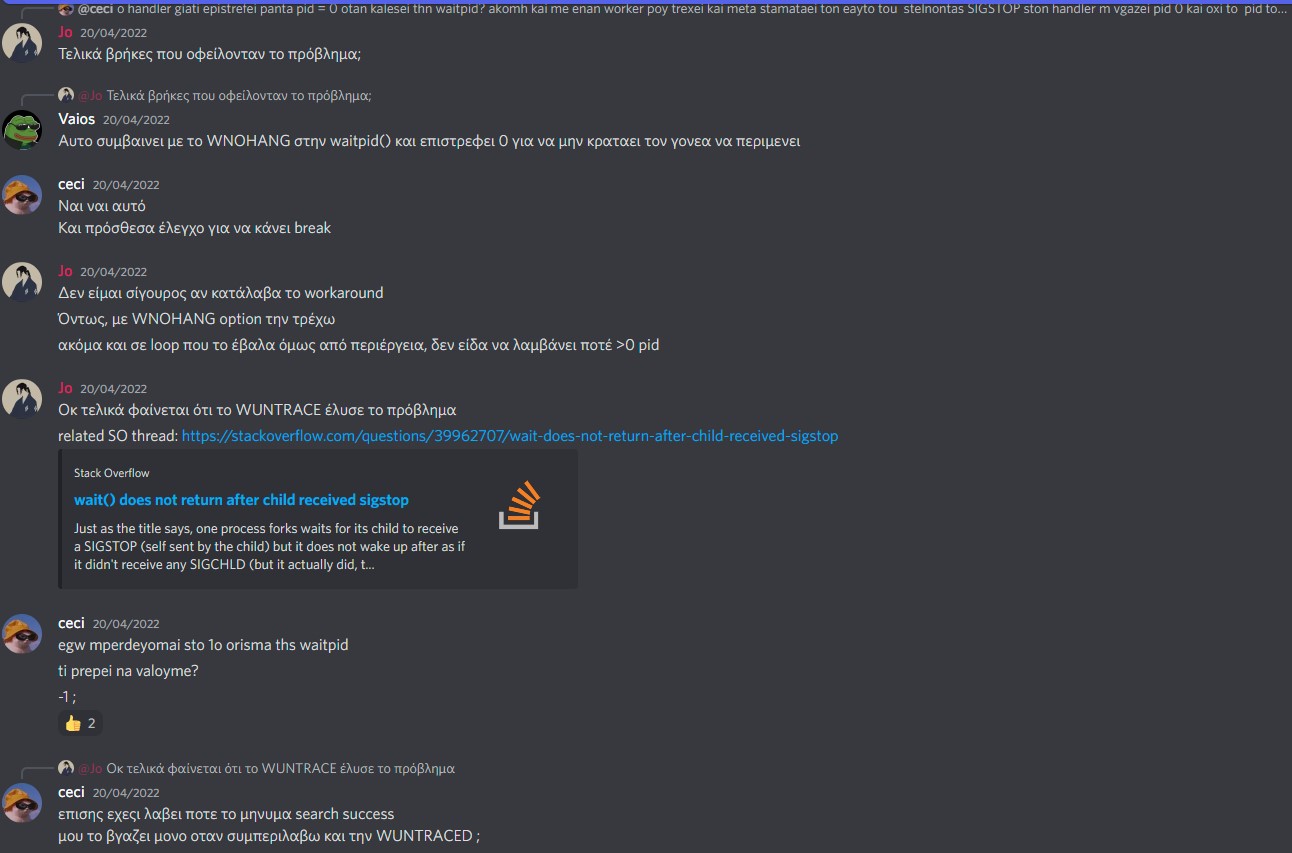 @ceci o handler giati epistrefei panta pid = 0 otan kalesei thn waitpid? akomh kai me enan worker poy trexei kai meta stamataei ton eayto tou stelnontas SIGSTOP ston handler m vgazei pid 0 kai oxi to pid to...
Jo 20/04/2022
Τελικά βρήκες που οφείλονταν το πρόβλημα;
@Jo Τελικά βρήκες που οφείλονταν το πρόβλημα;
Vaios 20/04/2022
Αυτο συμβαινει με το WNOHANG στην waitpid() και επιστρεφει 0 για να μην κραταει τον γονεα να περιμενει
ceci 20/04/2022
Ναι ναι αυτό
Και πρόσθεσα έλεγχο για να κάνει break
Jo 20/04/2022
Δεν είμαι σίγουρος αν κατάλαβα το workaround
Όντως, με WNOHANG option την τρέχω
ακόμα και σε loop που το έβαλα όμως από περιέργεια, δεν είδα να λαμβάνει ποτέ >0 pid
Jo 20/04/2022
Οκ τελικά φαίνεται ότι το WUNTRACE έλυσε το πρόβλημα
related SO thread: https://stackoverflow.com/questions/39962707/wait-does-not-return-after-child-received-sigstop
Stack Overflow
wait() does not return after child received sigstop
Just as the title says, one process forks waits for its child to receive
a SIGSTOP (self sent by the child) but it does not wake up after as if
it didn't receive any SIGCHLD (but it actually did, t...
ceci 20/04/2022
egw mperdeyomai sto 1o orisma ths waitpid
ti prepei na valoyme?
-1 ;
2
@Jo Οκ τελικά φαίνεται ότι το WUNTRACE έλυσε το πρόβλημα
ceci 20/04/2022
επισης εχεςι λαβει ποτε το μηνυμα search success
μου το βγαζει μονο οταν συμπεριλαβω και την WUNTRACED ;